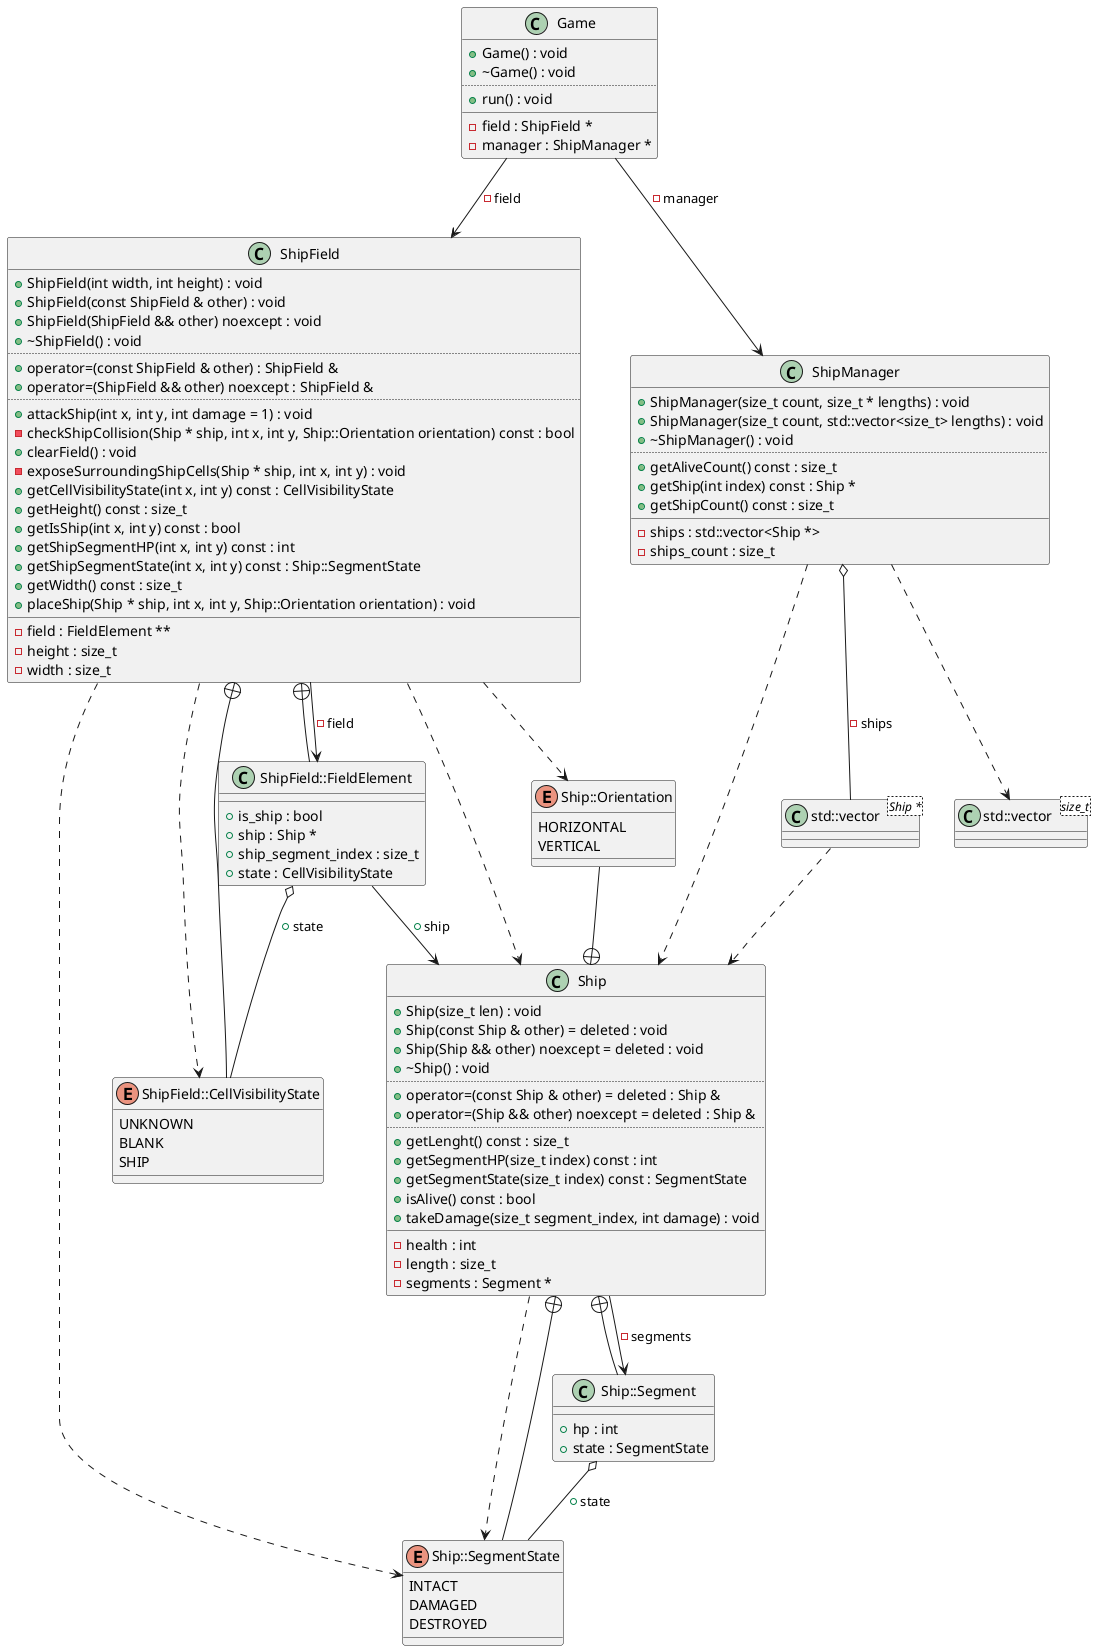 Game
Game() : void
~Game() : void
run() : void
field : ShipField *
manager : ShipManager *
field
manager
ShipField
ShipField(int width, int height) : void
ShipField(const ShipField & other) : void
ShipField(ShipField && other) noexcept : void
~ShipField() : void
operator=(const ShipField & other) : ShipField &
operator=(ShipField && other) noexcept : ShipField &
attackShip(int x, int y, int damage = 1) : void
checkShipCollision(Ship * ship, int x, int y, Ship::Orientation orientation) const : bool
clearField() : void
exposeSurroundingShipCells(Ship * ship, int x, int y) : void
getCellVisibilityState(int x, int y) const : CellVisibilityState
getHeight() const : size_t
getIsShip(int x, int y) const : bool
getShipSegmentHP(int x, int y) const : int
getShipSegmentState(int x, int y) const : Ship::SegmentState
getWidth() const : size_t
placeShip(Ship * ship, int x, int y, Ship::Orientation orientation) : void
field : FieldElement **
height : size_t
width : size_t
ShipManager
ShipManager(size_t count, size_t * lengths) : void
ShipManager(size_t count, std::vector<size_t> lengths) : void
~ShipManager() : void
getAliveCount() const : size_t
getShip(int index) const : Ship *
getShipCount() const : size_t
ships : std::vector<Ship *>
ships_count : size_t
field
ships
ShipField::FieldElement
is_ship : bool
ship : Ship *
ship_segment_index : size_t
state : CellVisibilityState
Ship::Orientation
HORIZONTAL
VERTICAL
std::vector
Ship *
std::vector
size_t
state
ship
ShipField::CellVisibilityState
UNKNOWN
BLANK
SHIP
Ship
Ship(size_t len) : void
Ship(const Ship & other) = deleted : void
Ship(Ship && other) noexcept = deleted : void
~Ship() : void
operator=(const Ship & other) = deleted : Ship &
operator=(Ship && other) noexcept = deleted : Ship &
getLenght() const : size_t
getSegmentHP(size_t index) const : int
getSegmentState(size_t index) const : SegmentState
isAlive() const : bool
takeDamage(size_t segment_index, int damage) : void
health : int
length : size_t
segments : Segment *
segments
Ship::Segment
hp : int
state : SegmentState
state
Ship::SegmentState
INTACT
DAMAGED
DESTROYED